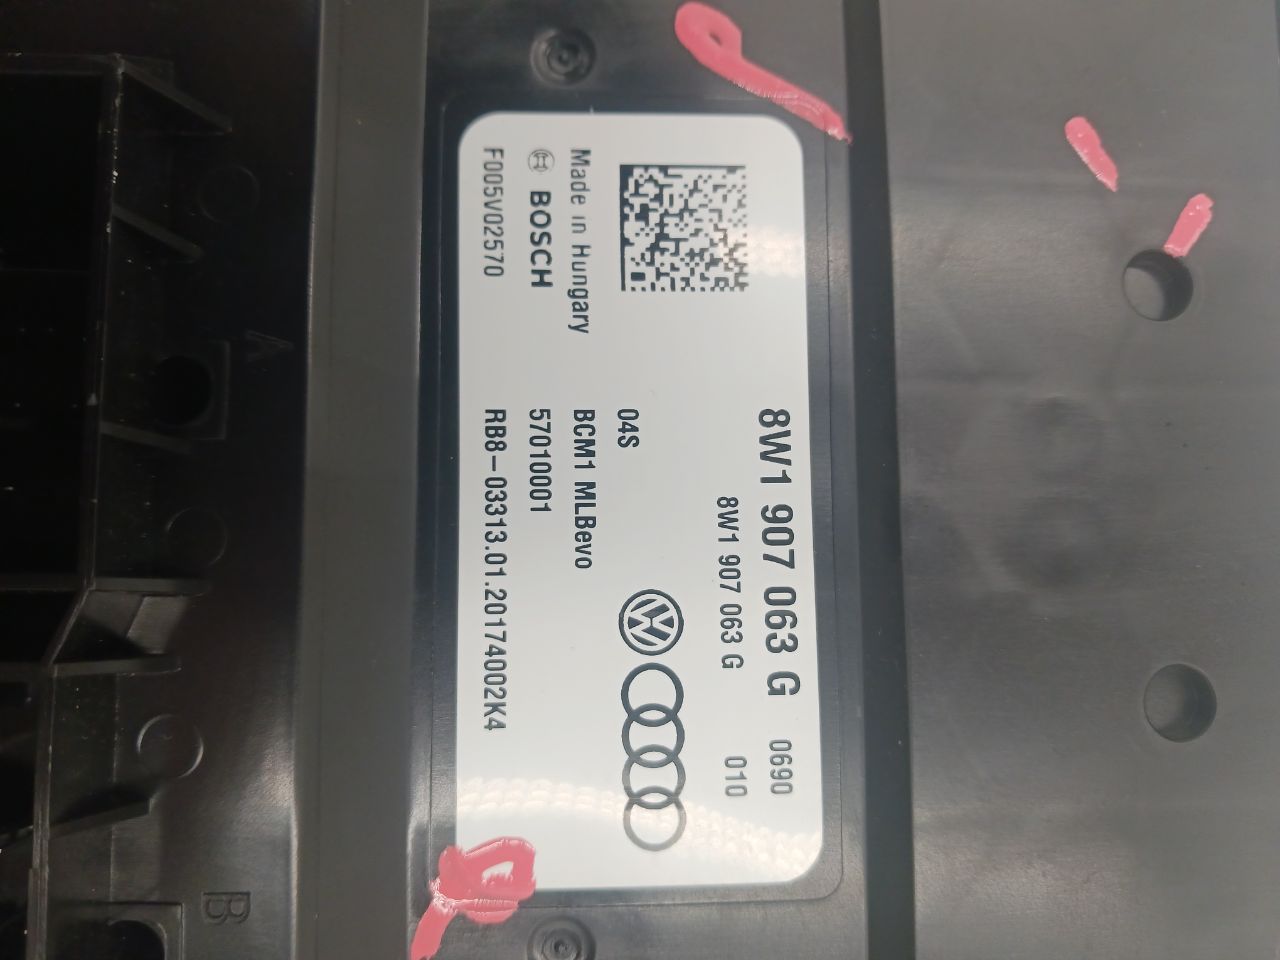 8W1 907 063 G 0690
8W1 907 063 G 010
04S
Made in Hungary BCM1 MLBevo
BOSCH 57010001
F005V02570 RB8-03313.01.20174002K4
A
B